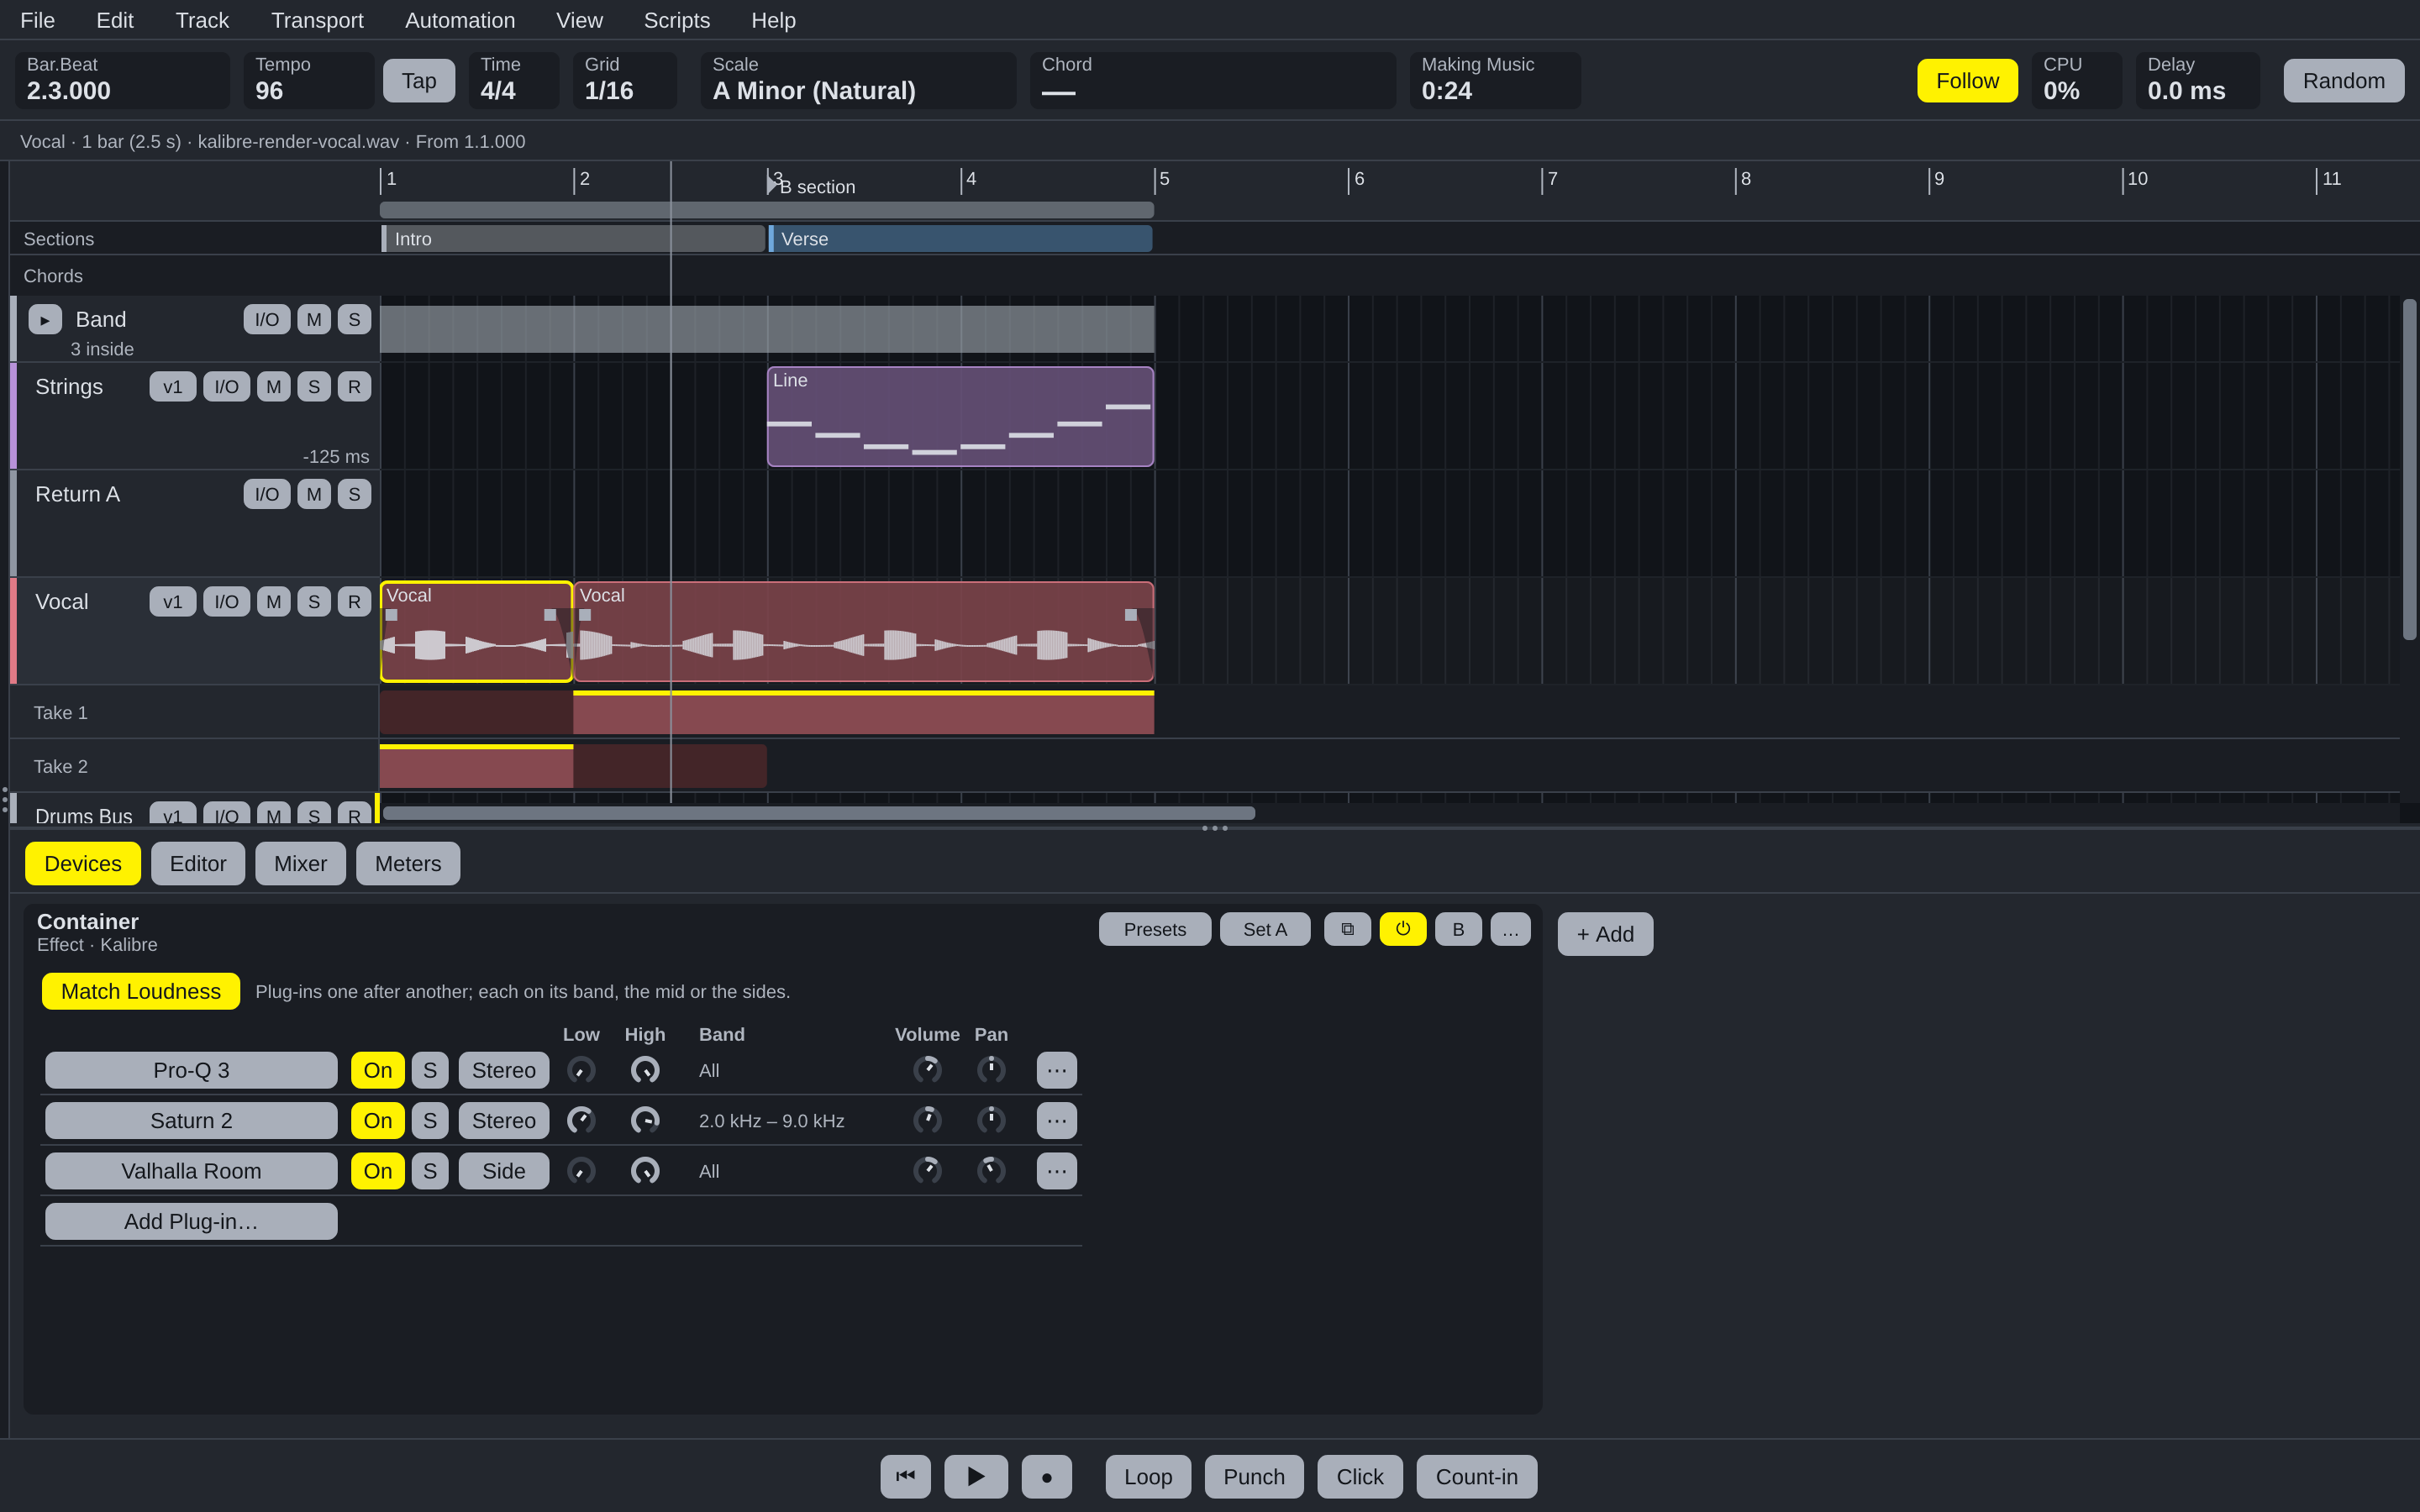 File Edit Track Transport Automation View Scripts Help
Bar.Beat Tempo Time Grid Scale Chord Making Music CPU Delay
2.3.000 96 Tap 4/4 1/16 A Minor (Natural) — 0:24 Follow 0% 0.0 ms Random
Vocal · 1 bar (2.5 s) · kalibre-render-vocal.wav · From 1.1.000
1 2 3 4 5 6 7 8 9 10 11
B section
Sections Intro Verse
Chords
Band I/O M S
3 inside
Strings v1 I/O M S R Line
-125 ms
Return A I/O M S
Vocal v1 I/O M S R Vocal Vocal
Take 1
Take 2
Drums Bus v1 I/O M S R
Devices Editor Mixer Meters
Container Presets Set A B …
Effect · Kalibre + Add
Match Loudness Plug-ins one after another; each on its band, the mid or the sides.
Low High Band Volume Pan
Pro-Q 3 On S Stereo All ⋯
Saturn 2 On S Stereo 2.0 kHz – 9.0 kHz ⋯
Valhalla Room On S Side All ⋯
Add Plug-in…
Loop Punch Click Count-in